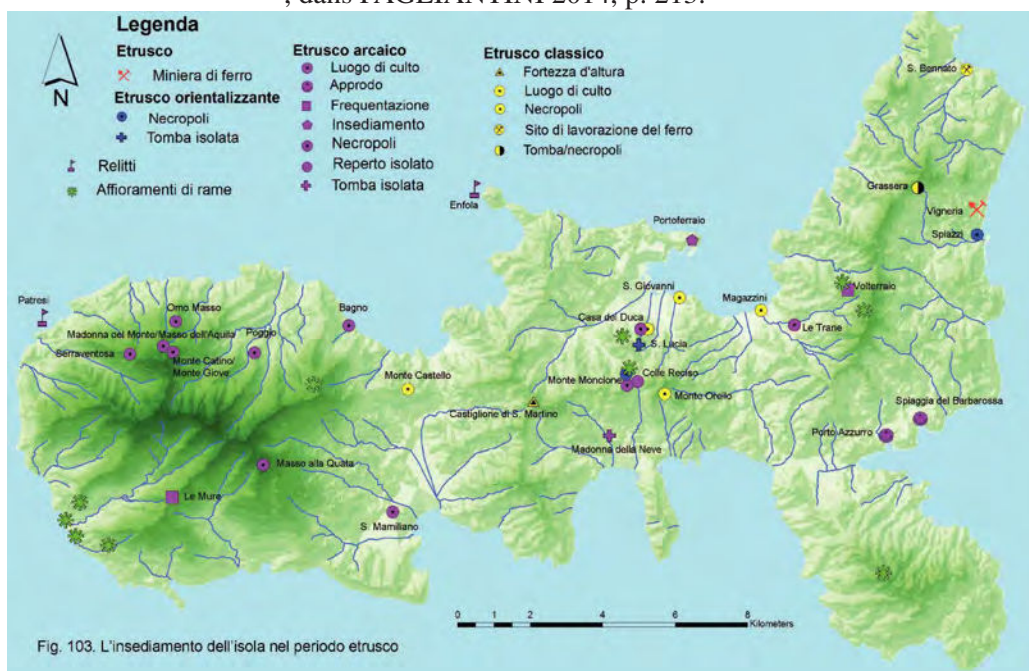 , dans PAGLIANTINI 2014, p. 213.
Legenda
Etrusco
Miniera di ferro
Etrusco orientalizzante
Necropoli
Tomba isolata
Relitti
Affioramenti di rame
Etrusco arcaico
Luogo di culto
Approdo
Frequentazione
Insediamento
Necropoli
Reperto isolato
Tomba isolata
Etrusco classico
Fortezza d'altura
Luogo di culto
Necropoli
Sito di lavorazione del ferro
Tomba/necropoli
N
S. Bennato
Grassera
Vigneria
Spiazzi
Enfola
Portoferraio
Volterraio
S. Giovanni
Magazzini
Le Trane
Casa del Duca
S. Lucia
Patresi
Omo Masso
Bagno
Madonna del Monte/Masso dell'Aquila
Poggio
Serraventosa
Monte Catino/
Monte Giove
Monte Castello
Monte Moncione
Colle Reciso
Monte Orello
Castiglione di S. Martino
Spiaggia del Barbarossa
Porto Azzurro
Madonna della Neve
Masso alla Quata
Le Mure
S. Mamiliano
0 2 4 6 8
Kilometers
Fig. 103. L'insediamento dell'isola nel periodo etrusco